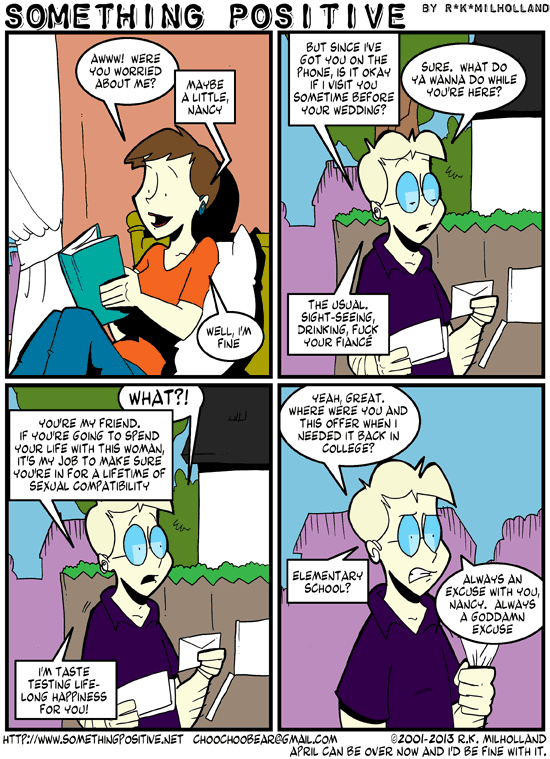 SOMETHING POSITIVE
BY R*K*MILHOLLAND
AWWW! WERE
YOU WORRIED
ABOUT ME?
MAYBE
A LITTLE,
NANCY
WELL, I'M
FINE
BUT SINCE I'VE
GOT YOU ON THE
PHONE, IS IT OKAY
IF I VISIT YOU
SOMETIME BEFORE
YOUR WEDDING?
SURE. WHAT DO
YA WANNA DO WHILE
YOU'RE HERE?
THE USUAL.
SIGHT-SEEING,
DRINKING, FUCK
YOUR FIANCÉ
WHAT?!
YOU'RE MY FRIEND.
IF YOU'RE GOING TO SPEND
YOUR LIFE WITH THIS WOMAN,
IT'S MY JOB TO MAKE SURE
YOU'RE IN FOR A LIFETIME OF
SEXUAL COMPATIBILITY
I'M TASTE
TESTING LIFE-
LONG HAPPINESS
FOR YOU!
YEAH, GREAT.
WHERE WERE YOU AND
THIS OFFER WHEN I
NEEDED IT BACK IN
COLLEGE?
ELEMENTARY
SCHOOL?
ALWAYS AN
EXCUSE WITH YOU,
NANCY. ALWAYS
A GODDAMN
EXCUSE
HTTP://WWW.SOMETHINGPOSITIVE.NET CHOOCHOOBEAR@GMAIL.COM ©2001-2013 R.K. MILHOLLAND
APRIL CAN BE OVER NOW AND I'D BE FINE WITH IT.